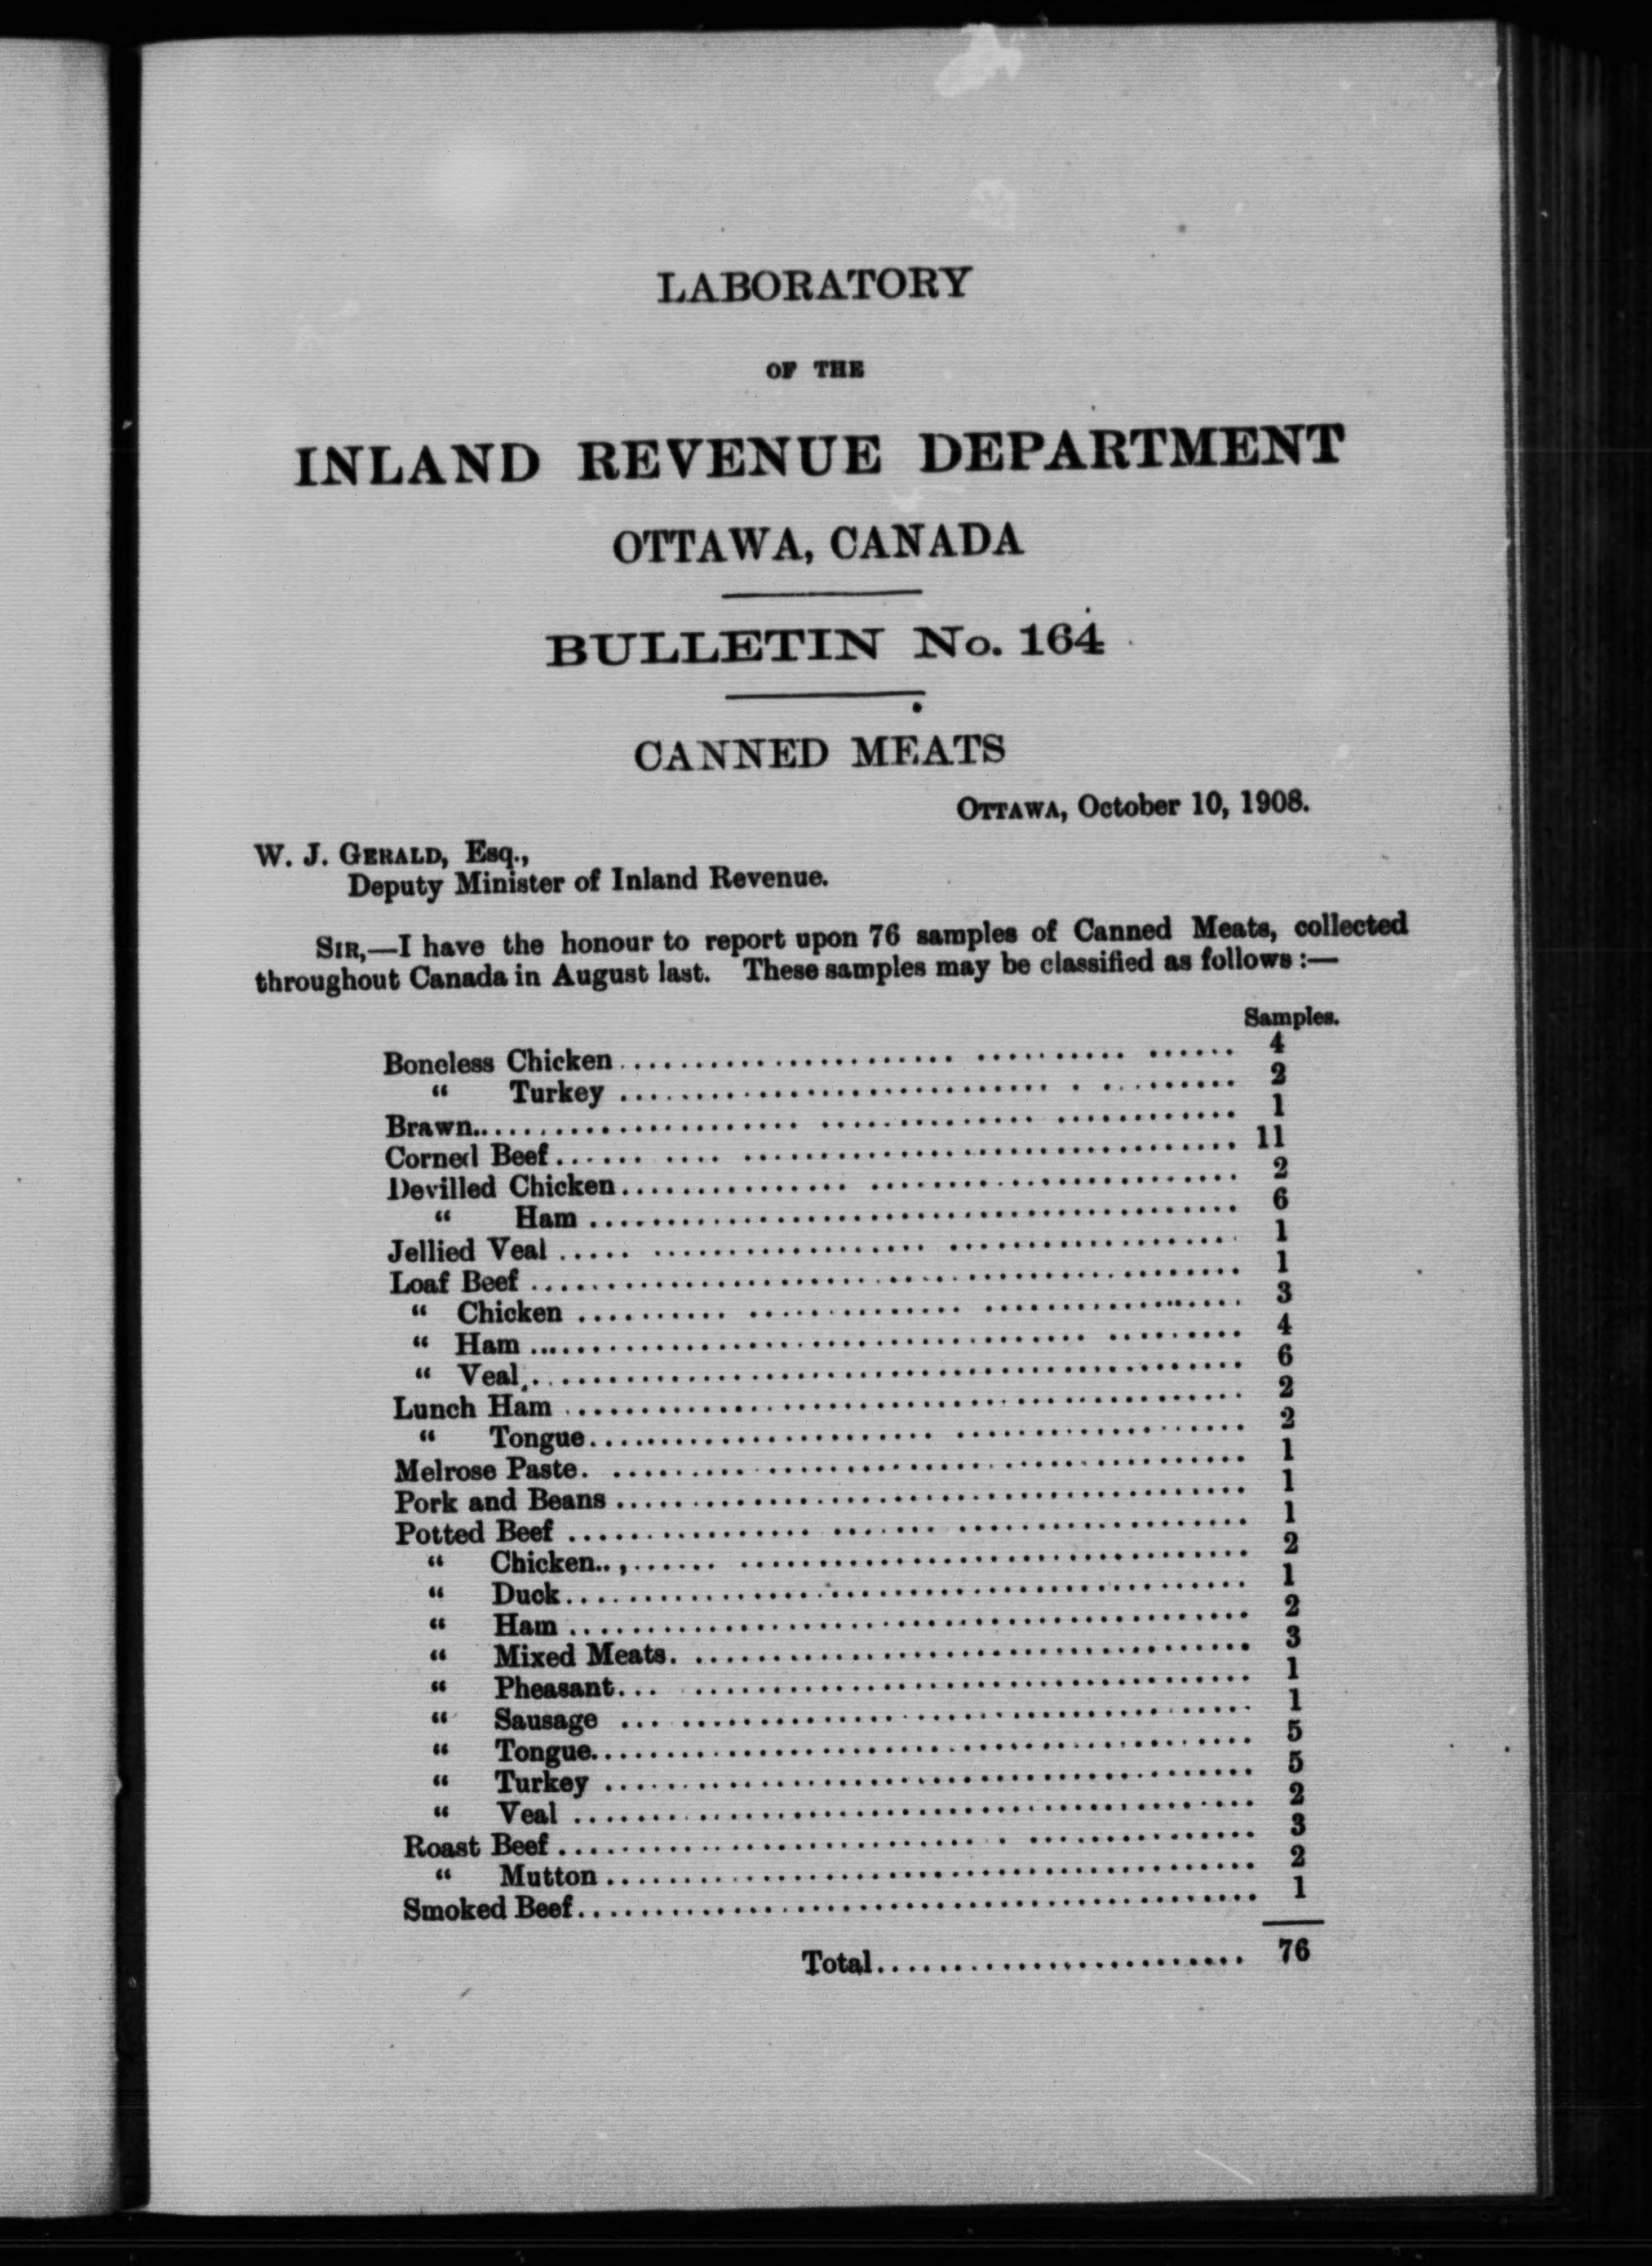 LABORATORY
OF THE
INLAND REVENUE DEPARTMENT
OTTAWA, CANADA
BULLETIN No. 164
CANNED MEATS
OTTAWA, October 10, 1908.
W. J. GERALD, Esq.,
Deputy Minister of Inland Revenue.
SIR,—I have the honour to report upon 76 samples of Canned Meats, collected
throughout Canada in August last. These samples may be classified as follows :—
Samples.
Boneless Chicken.................... 4
“ Turkey .................... 2
Brawn.................... 1
Corned Beef.................... 11
Devilled Chicken.................... 2
“ Ham .................... 6
Jellied Veal .................... 1
Loaf Beef .................... 1
“ Chicken .................... 3
“ Ham .................... 4
“ Veal.................... 6
Lunch Ham .................... 2
“ Tongue.................... 2
Melrose Paste..................... 1
Pork and Beans .................... 1
Potted Beef .................... 1
“ Chicken.................... 2
“ Duck.................... 1
“ Ham .................... 2
“ Mixed Meats..................... 3
“ Pheasant.................... 1
“ Sausage .................... 1
“ Tongue.................... 5
“ Turkey .................... 5
“ Veal .................... 2
Roast Beef .................... 3
“ Mutton .................... 2
Smoked Beef.................... 1
Total.................... 76